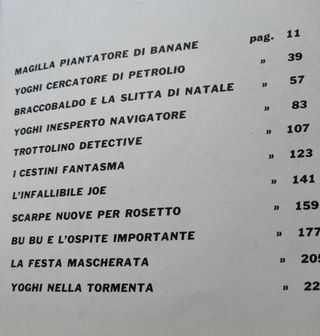 MAGILLA PIANTATORE DI BANANE pag. 11
YOGHI CERCATORE DI PETROLIO » 39
BRACCOBALDO E LA SLITTA DI NATALE » 57
YOGHI INESPERTO NAVIGATORE » 83
TROTTOLINO DETECTIVE » 107
I CESTINI FANTASMA » 123
L'INFALLIBILE JOE » 141
SCARPE NUOVE PER ROSETTO » 159
BU BU E L'OSPITE IMPORTANTE » 177
LA FESTA MASCHERATA » 205
YOGHI NELLA TORMENTA » 22